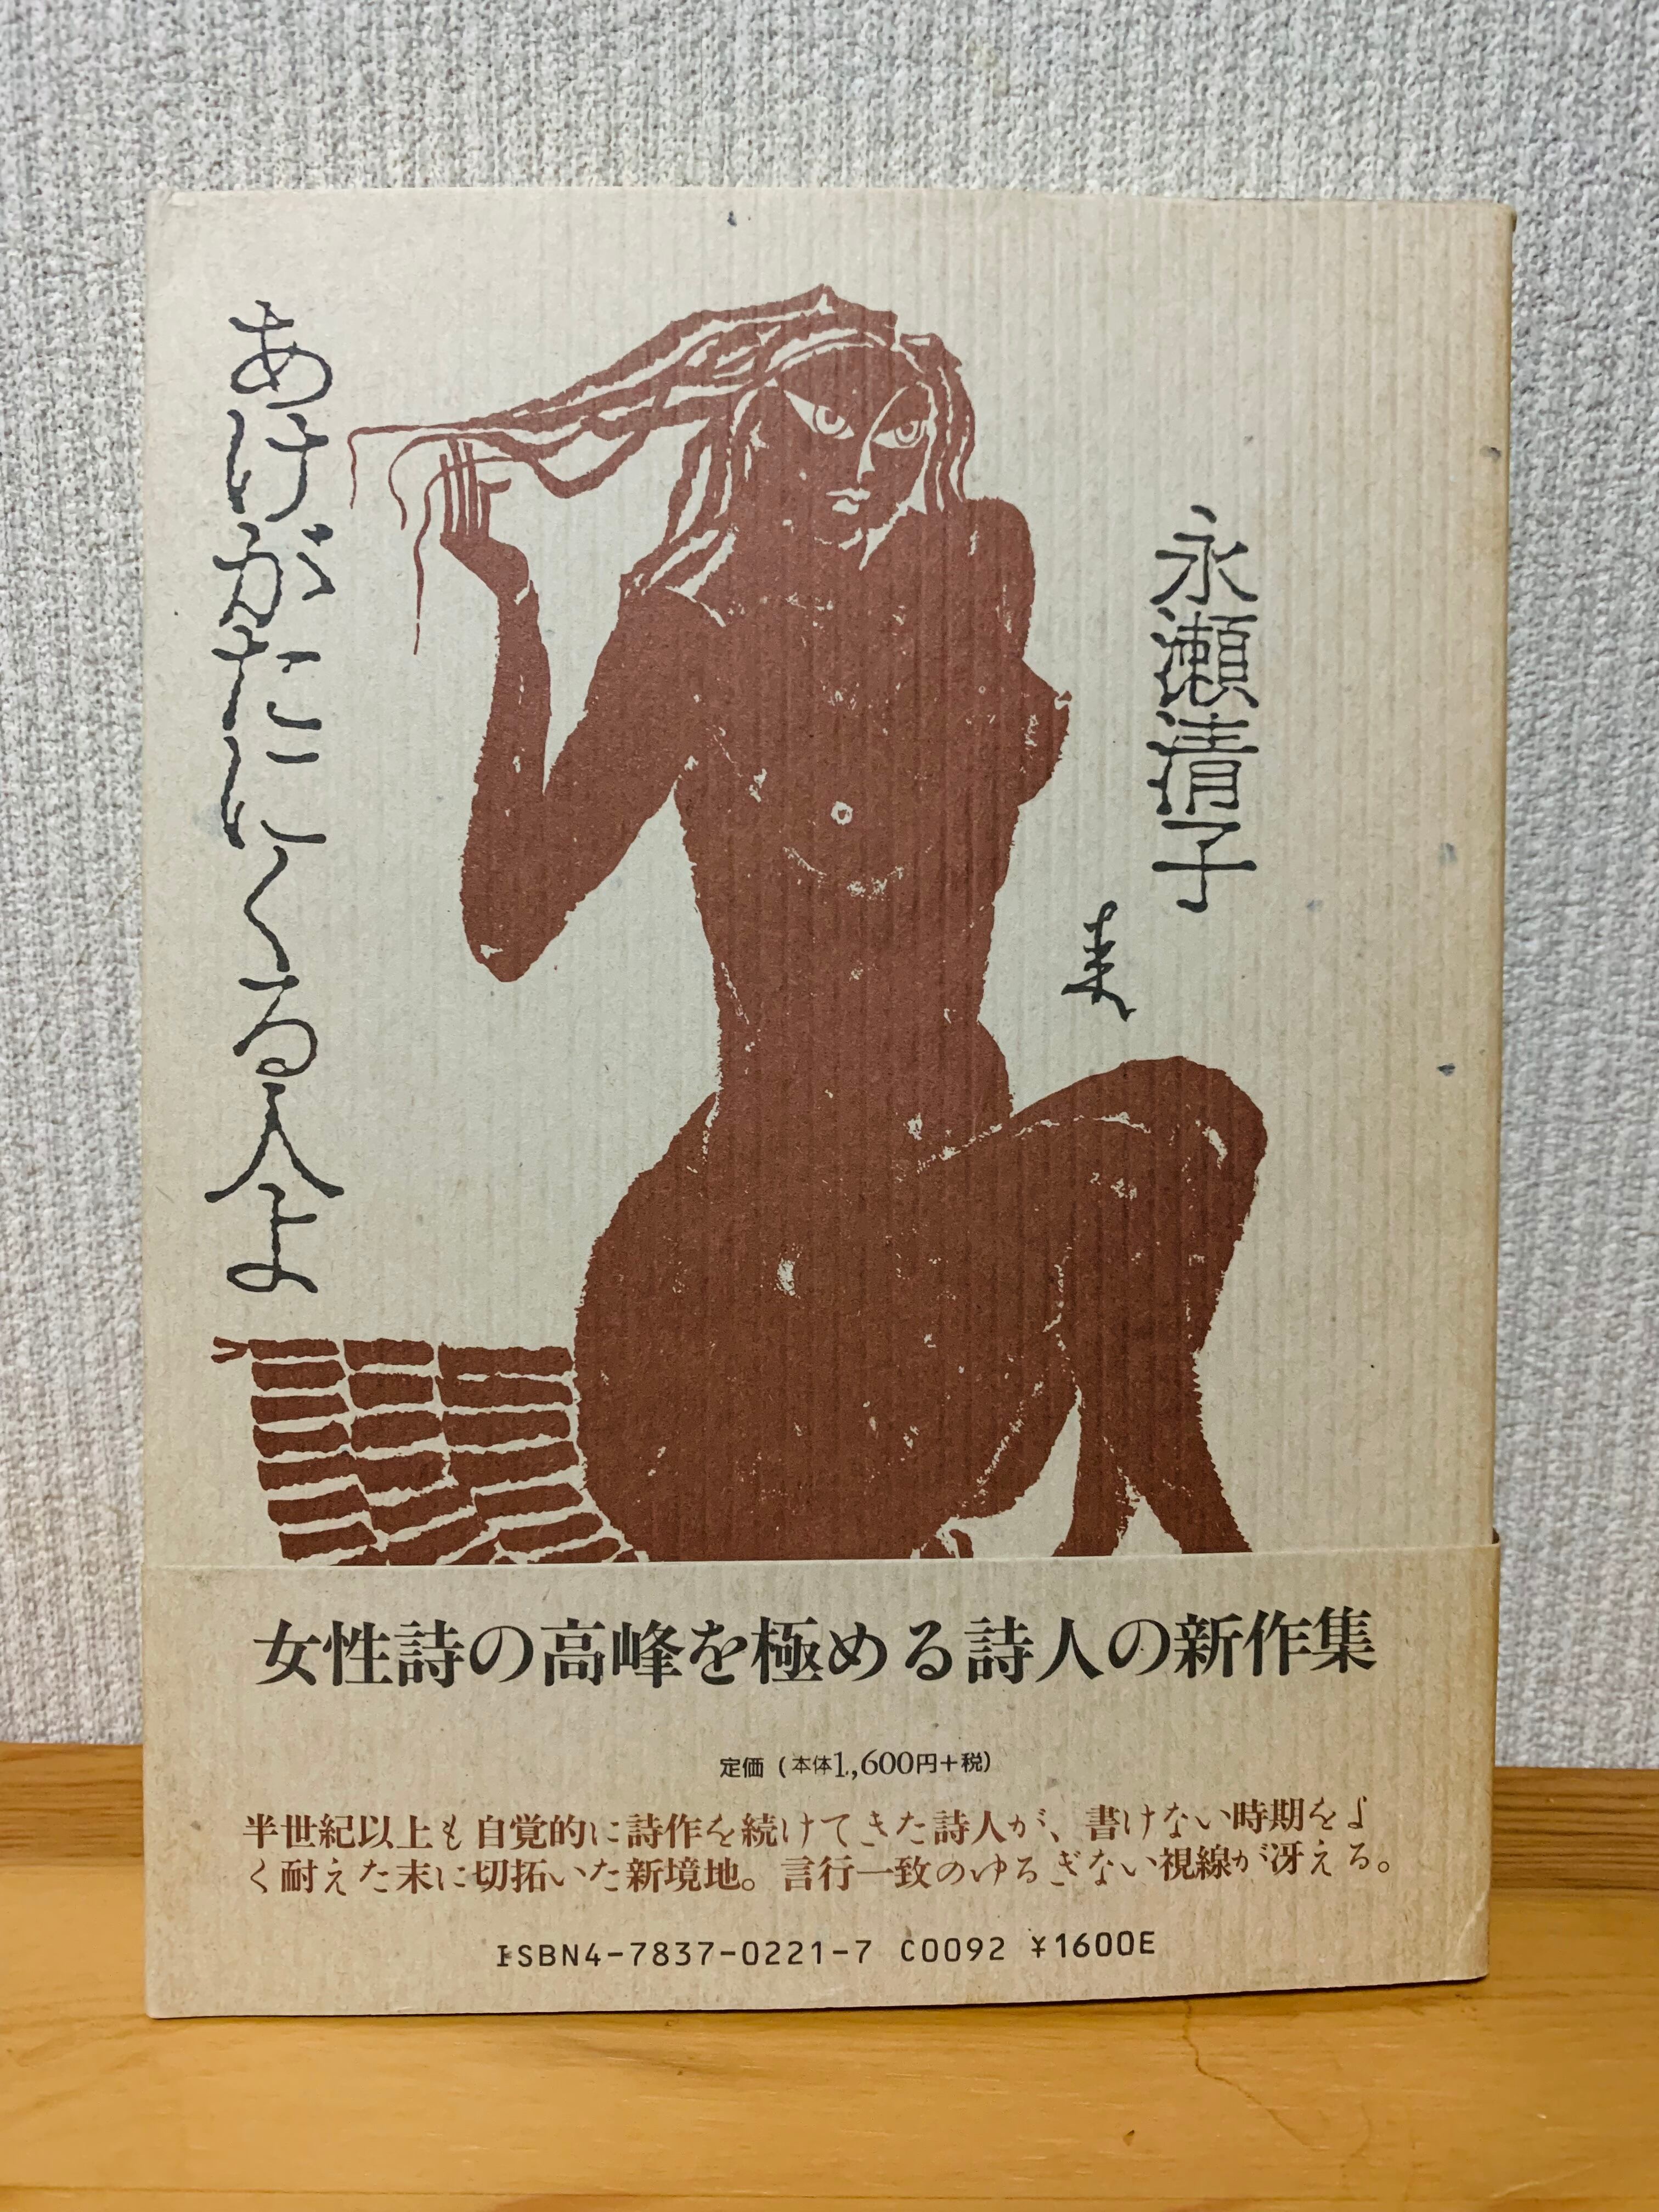 永瀬清子
あけがたにくる人よ
女性詩の高峰を極める詩人の新作集
定価（本体1,600円＋税）
半世紀以上も自覚的に詩作を続けてきた詩人が、書けない時期をよ
く耐えた末に切拓いた新境地。言行一致のゆるぎない視線が冴える。
ISBN4-7837-0221-7 C0092 ¥1600E